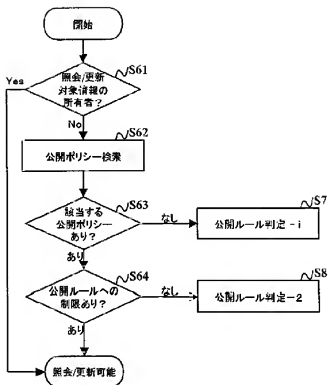 開始
S61
Yes
照会/更新
対象情報の
所有者?
No
S62
公開ポリシー検索
S63
該当する
公開ポリシー
あり?
なし
S7
公開ルール判定-i
あり
S64
公開ルールへの
制限あり?
なし
S8
公開ルール判定-2
あり
照会/更新可能